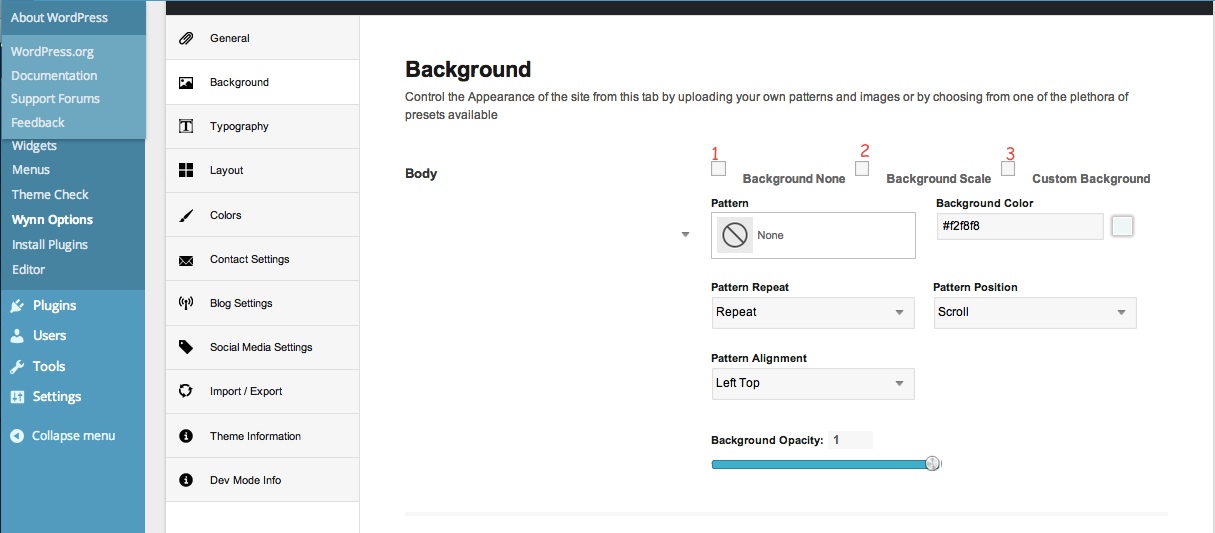 About WordPress
WordPress.org
Documentation
Support Forums
Feedback
Widgets
Menus
Theme Check
Wynn Options
Install Plugins
Editor
Plugins
Users
Tools
Settings
Collapse menu
General
Background
Typography
Layout
Colors
Contact Settings
Blog Settings
Social Media Settings
Import / Export
Theme Information
Dev Mode Info
Background
Control the Appearance of the site from this tab by uploading your own patterns and images or by choosing from one of the plethora of
presets available
Body
1 2 3
Background None Background Scale Custom Background
Pattern Background Color
None #f2f8f8
Pattern Repeat Pattern Position
Repeat Scroll
Pattern Alignment
Left Top
Background Opacity: 1